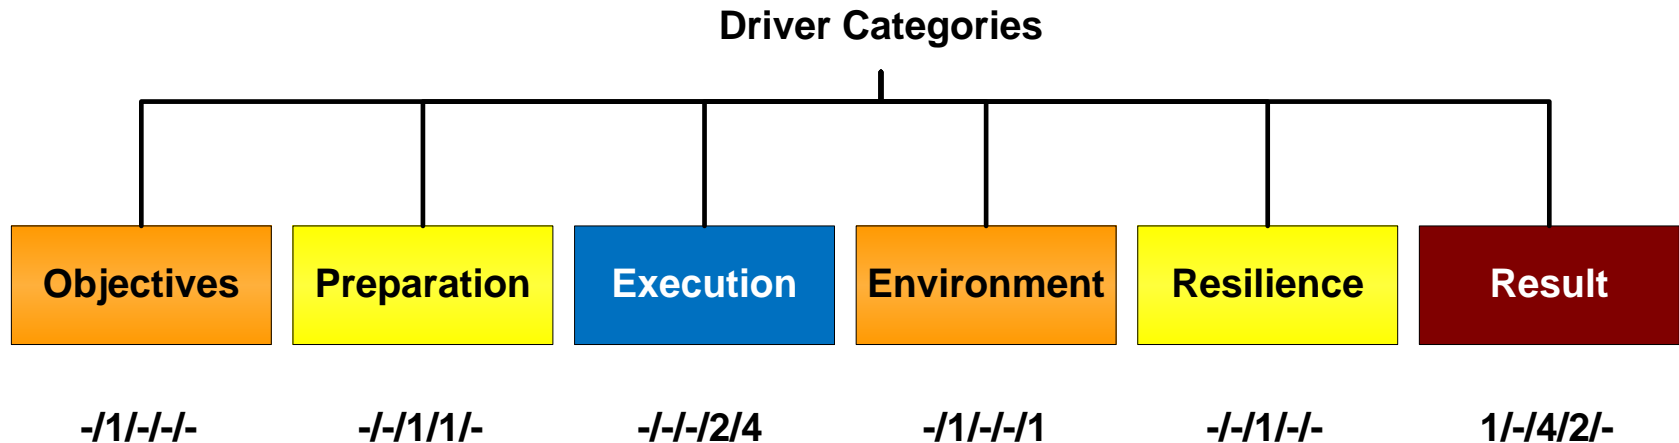 Driver Categories
Objectives Preparation Execution Environment Resilience Result
-/1/-/-/- -/-/1/1/- -/-/-/2/4 -/1/-/-/1 -/-/1/-/- 1/-/4/2/-